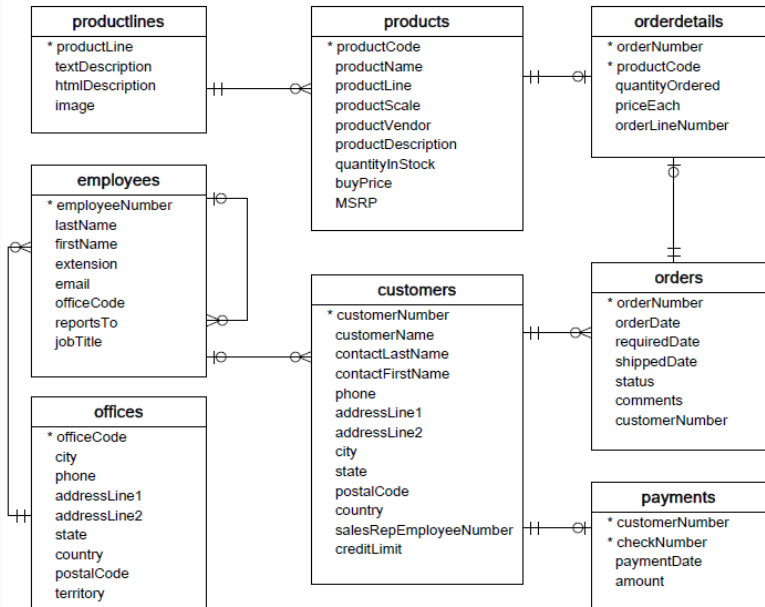 productlines
* productLine
textDescription
htmlDescription
image
products
* productCode
productName
productLine
productScale
productVendor
productDescription
quantityInStock
buyPrice
MSRP
orderdetails
* orderNumber
* productCode
quantityOrdered
priceEach
orderLineNumber
employees
* employeeNumber
lastName
firstName
extension
email
officeCode
reportsTo
jobTitle
customers
* customerNumber
customerName
contactLastName
contactFirstName
phone
addressLine1
addressLine2
city
state
postalCode
country
salesRepEmployeeNumber
creditLimit
orders
* orderNumber
orderDate
requiredDate
shippedDate
status
comments
customerNumber
offices
* officeCode
city
phone
addressLine1
addressLine2
state
country
postalCode
territory
payments
* customerNumber
* checkNumber
paymentDate
amount